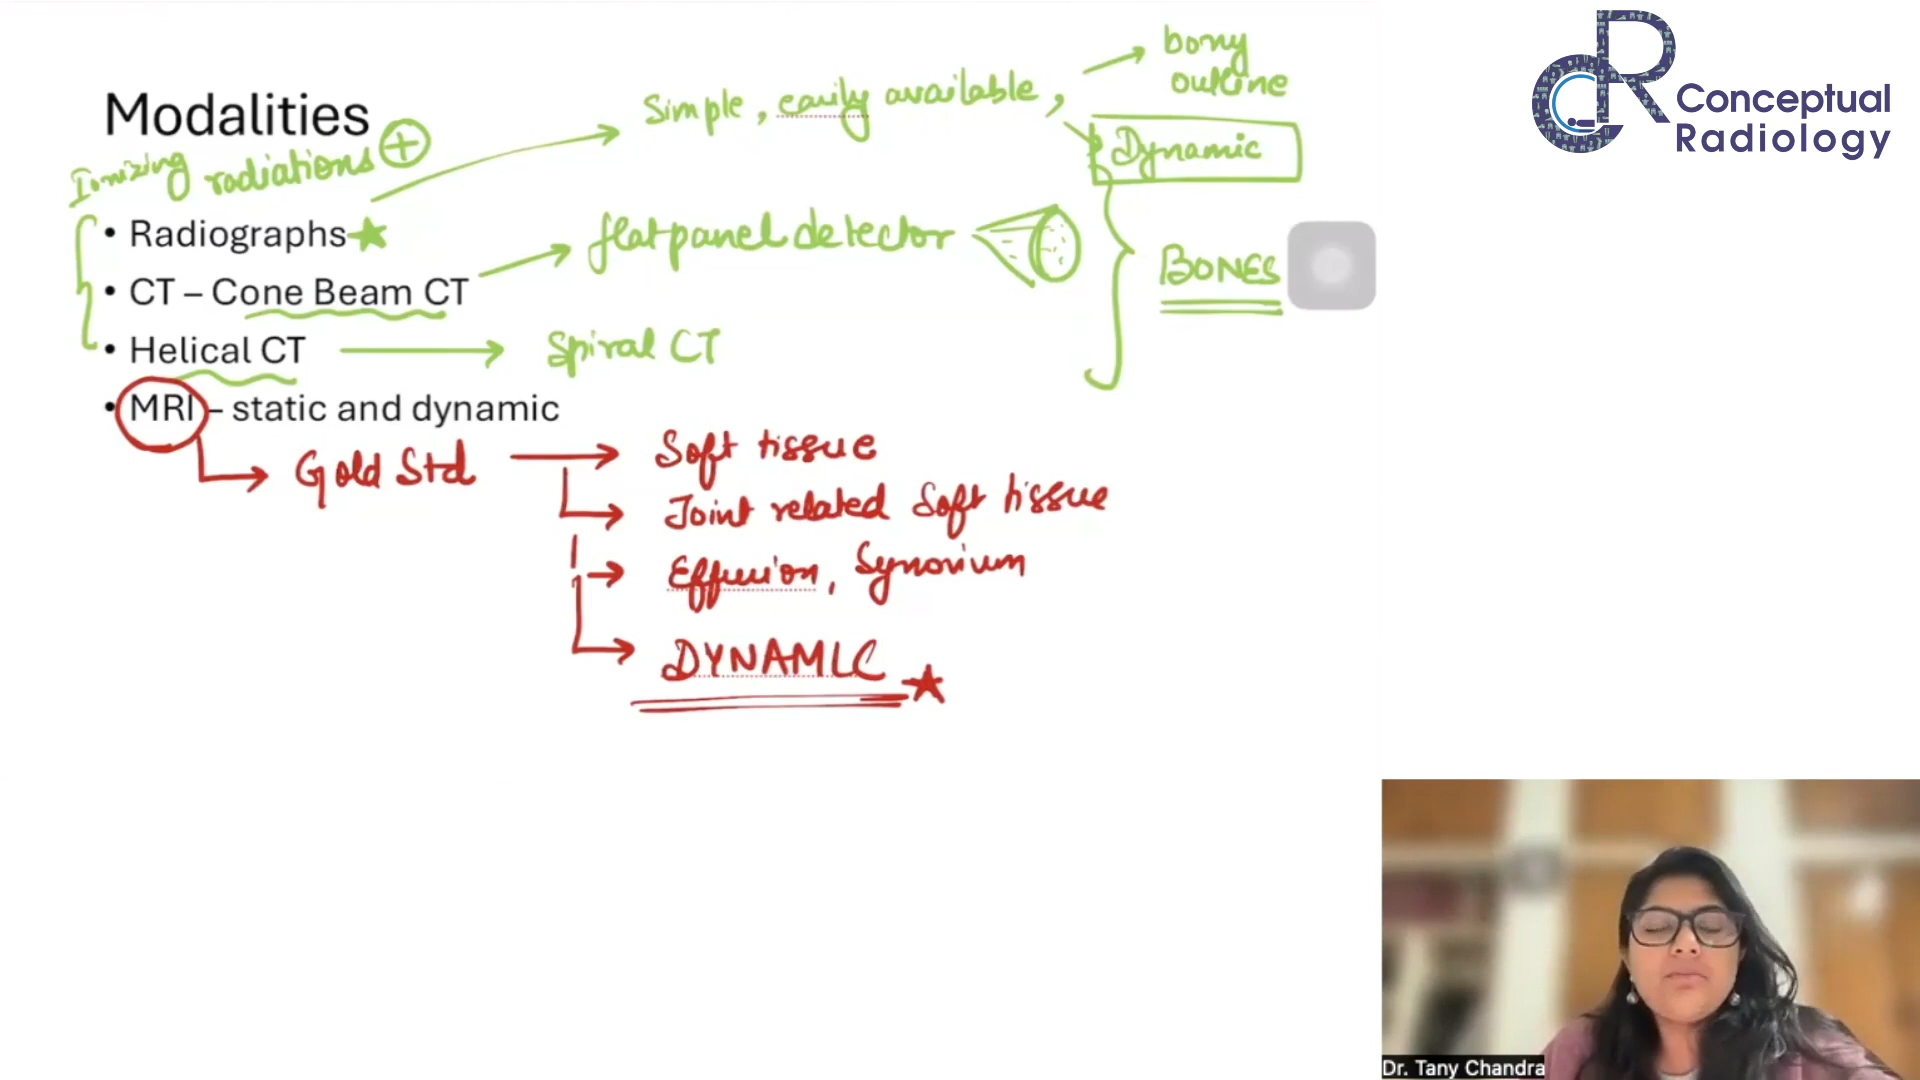 bony
outline
Simple, easily available,
Modalities
Dynamic
Ionizing radiations +
• Radiographs
flat panel detector
BONES
• CT – Cone Beam CT
• Helical CT
Spiral CT
• MRI – static and dynamic
Gold Std
Soft tissue
Joint related Soft tissue
Effusion, Synovium
DYNAMIC
CR Conceptual
Radiology
Dr. Tany Chandra